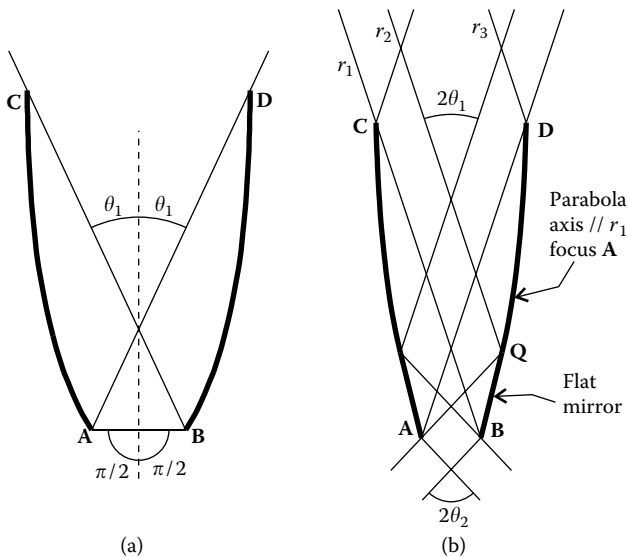 C
D
θ₁ θ₁
A
B
π/2 π/2
(a)
r₁
r₂
r₃
2θ₁
C
D
Parabola
axis // r₁
focus A
Q
Flat
mirror
A
B
2θ₂
(b)